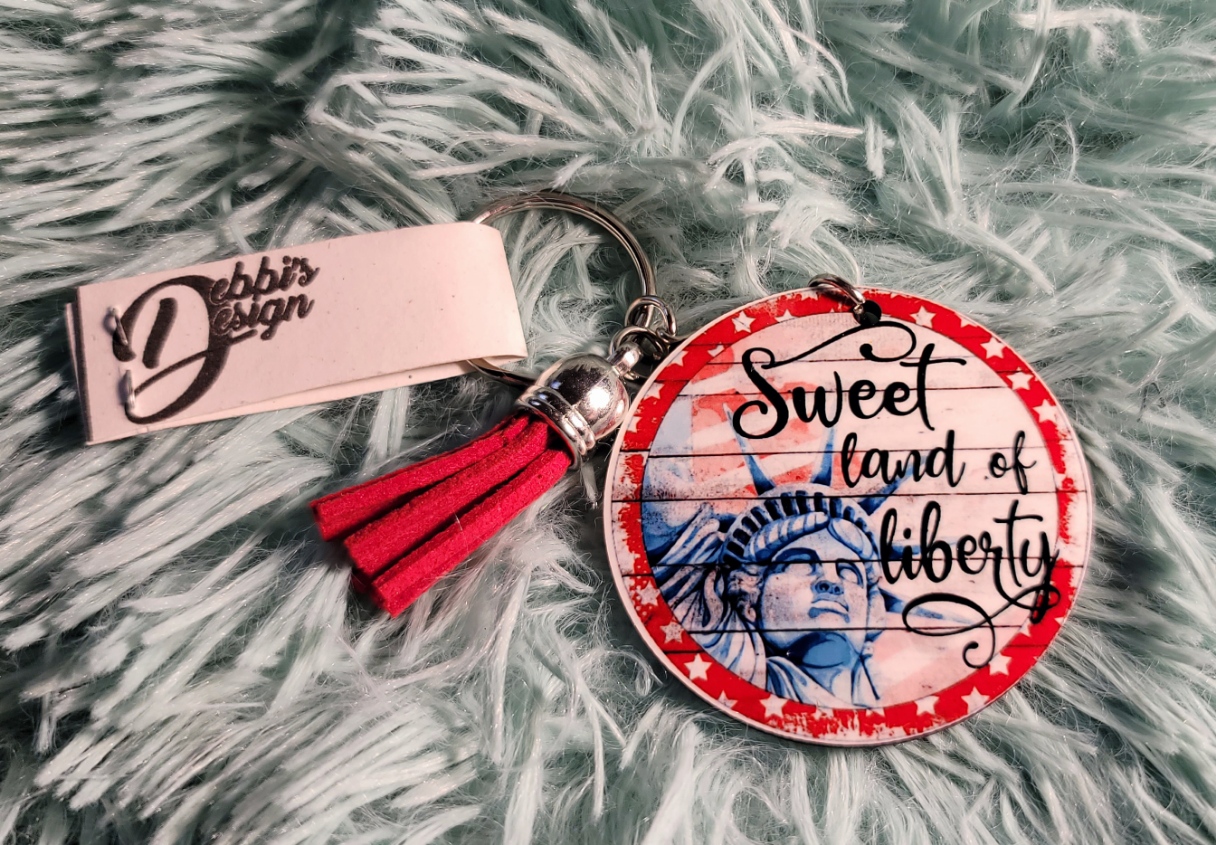 Debbi's
Design
Sweet
land of
liberty